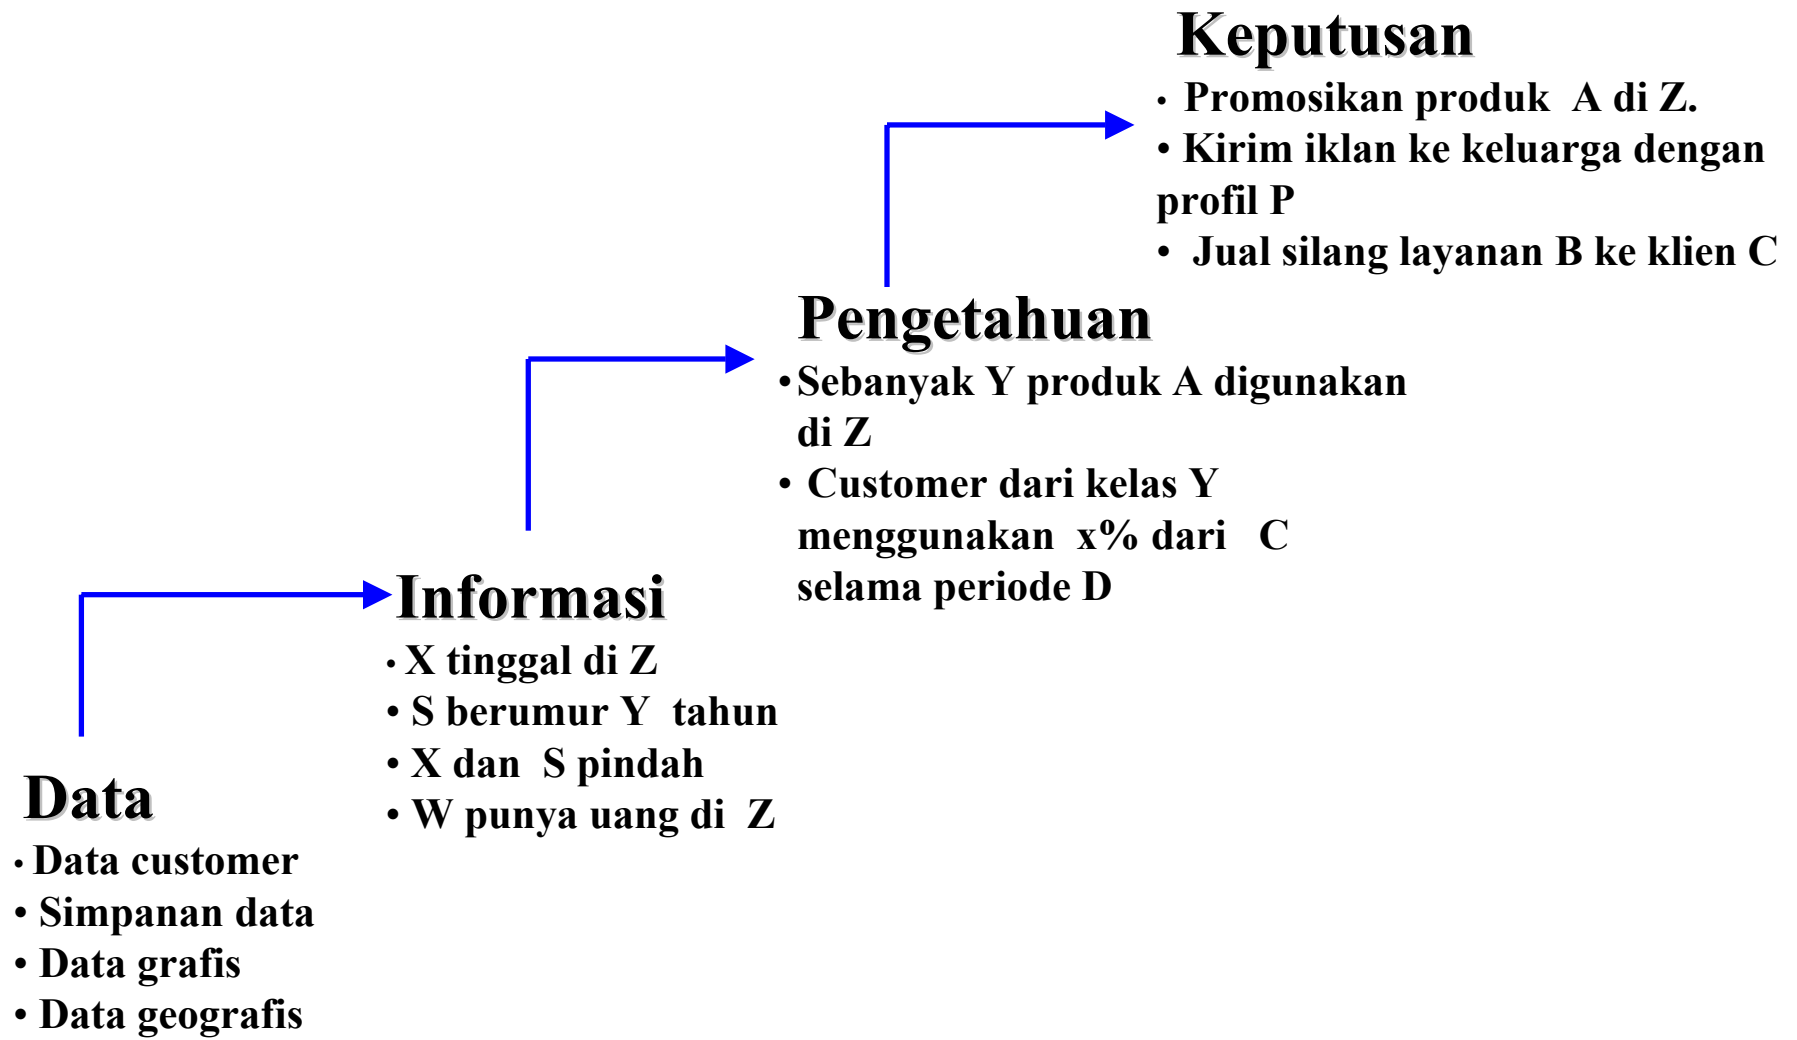 Keputusan
• Promosikan produk A di Z.
• Kirim iklan ke keluarga dengan
profil P
• Jual silang layanan B ke klien C
Pengetahuan
• Sebanyak Y produk A digunakan
di Z
• Customer dari kelas Y
menggunakan x% dari C
selama periode D
Informasi
• X tinggal di Z
• S berumur Y tahun
• X dan S pindah
• W punya uang di Z
Data
• Data customer
• Simpanan data
• Data grafis
• Data geografis